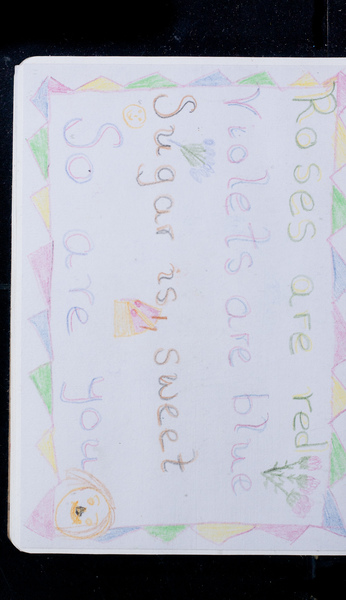 Roses are red
Violets are blue
Sugar is sweet
So are you